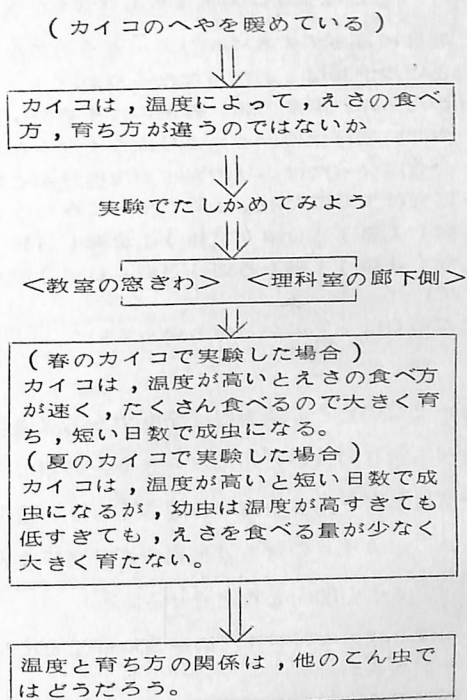 (カイコのへやを暖めている)
カイコは,温度によって,えさの食べ
方,育ち方が違うのではないか
実験でたしかめてみよう
<教室の窓ぎわ> <理科室の廊下側>
(春のカイコで実験した場合)
カイコは,温度が高いとえさの食べ方
が速く,たくさん食べるので大きく育
ち,短い日数で成虫になる。
(夏のカイコで実験した場合)
カイコは,温度が高いと短い日数で成
虫になるが,幼虫は温度が高すぎても
低すぎても,えさを食べる量が少なく
大きく育たない。
温度と育ち方の関係は,他のこん虫で
はどうだろう。